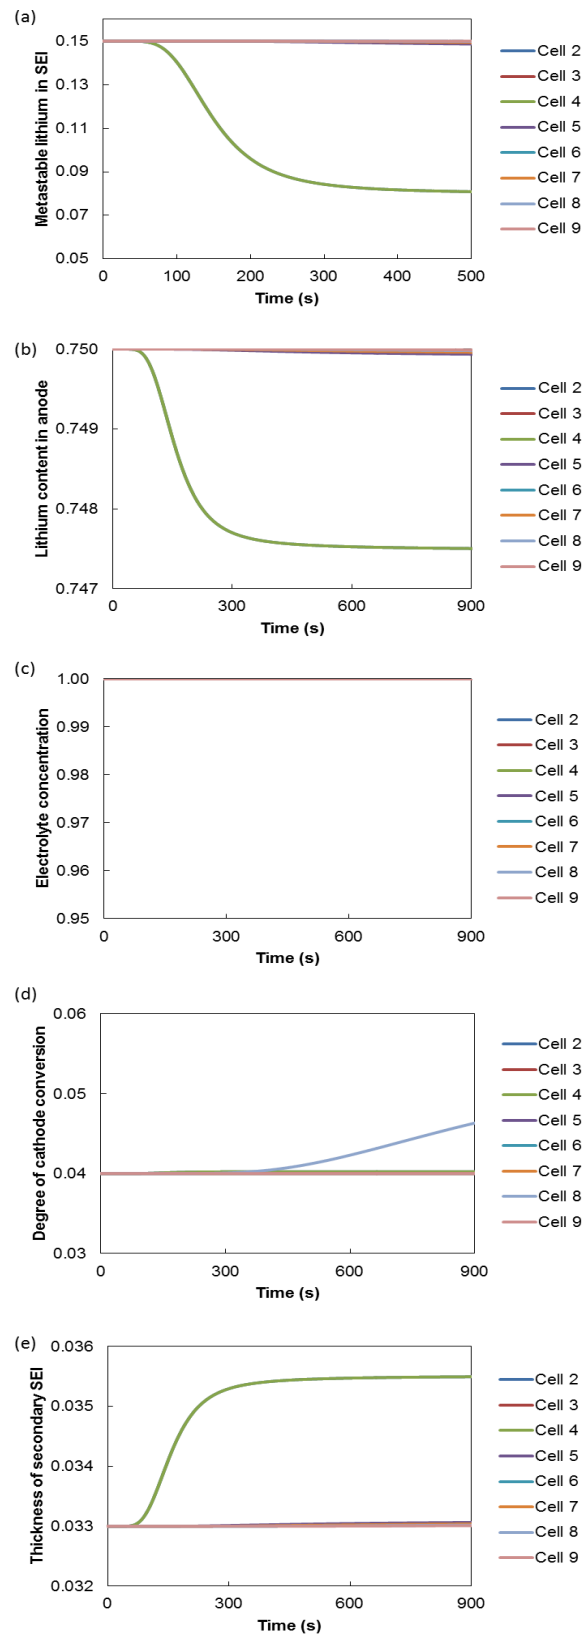 (a)
Metastable lithium in SEI
0.15
0.13
0.11
0.09
0.07
0.05
0
100
200
300
400
500
Time (s)
Cell 2
Cell 3
Cell 4
Cell 5
Cell 6
Cell 7
Cell 8
Cell 9
(b)
Lithium content in anode
0.750
0.749
0.748
0.747
0
300
600
900
Time (s)
Cell 2
Cell 3
Cell 4
Cell 5
Cell 6
Cell 7
Cell 8
Cell 9
(c)
Electrolyte concentration
1.00
0.99
0.98
0.97
0.96
0.95
0
300
600
900
Time (s)
Cell 2
Cell 3
Cell 4
Cell 5
Cell 6
Cell 7
Cell 8
Cell 9
(d)
Degree of cathode conversion
0.06
0.05
0.04
0.03
0
300
600
900
Time (s)
Cell 2
Cell 3
Cell 4
Cell 5
Cell 6
Cell 7
Cell 8
Cell 9
(e)
Thickness of secondary SEI
0.036
0.035
0.034
0.033
0.032
0
300
600
900
Time (s)
Cell 2
Cell 3
Cell 4
Cell 5
Cell 6
Cell 7
Cell 8
Cell 9